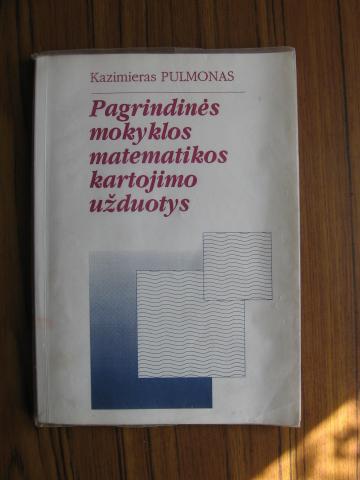 Kazimieras PULMONAS
Pagrindinės
mokyklos
matematikos
kartojimo
užduotys